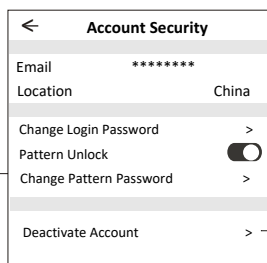 ← Account Security
Email ********
Location China
Change Login Password >
Pattern Unlock
Change Pattern Password >
Deactivate Account >